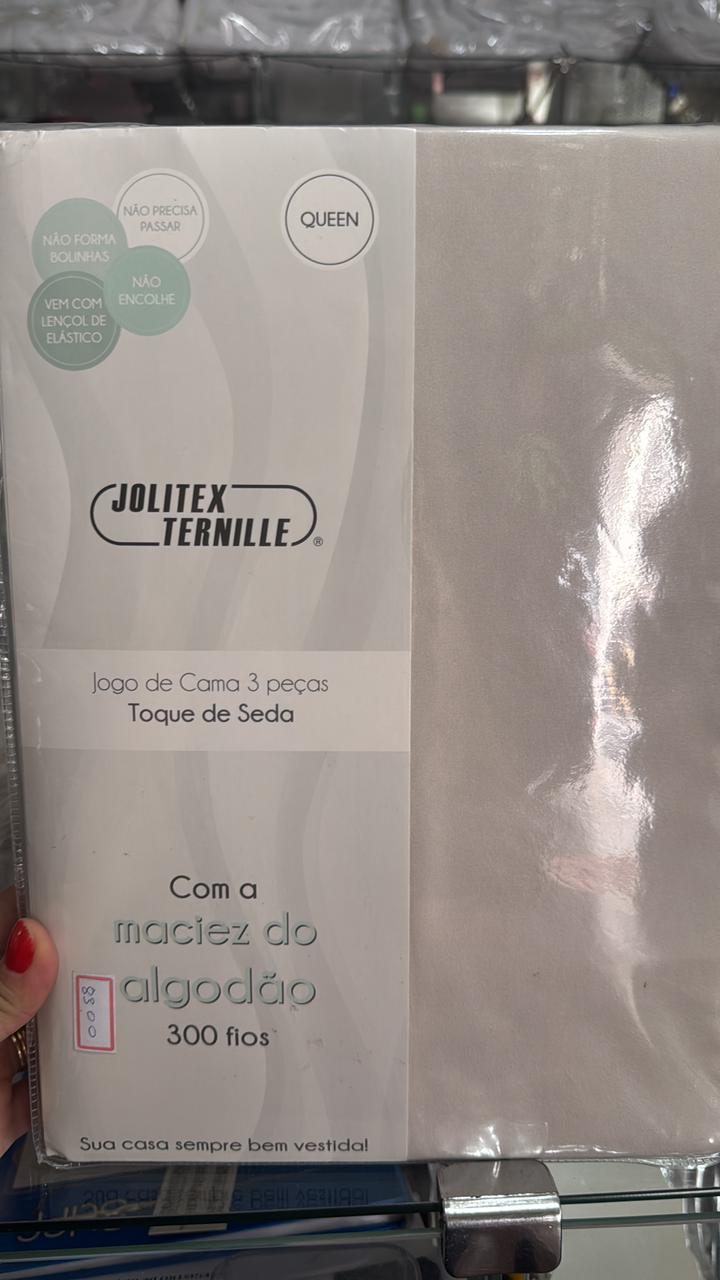 NÃO PRECISA
PASSAR
NÃO FORMA
BOLINHAS
NÃO
ENCOLHE
VEM COM
LENÇOL DE
ELÁSTICO
QUEEN
JOLITEX
TERNILLE®
Jogo de Cama 3 peças
Toque de Seda
Com a
maciez do
algodão
300 fios
Sua casa sempre bem vestida!